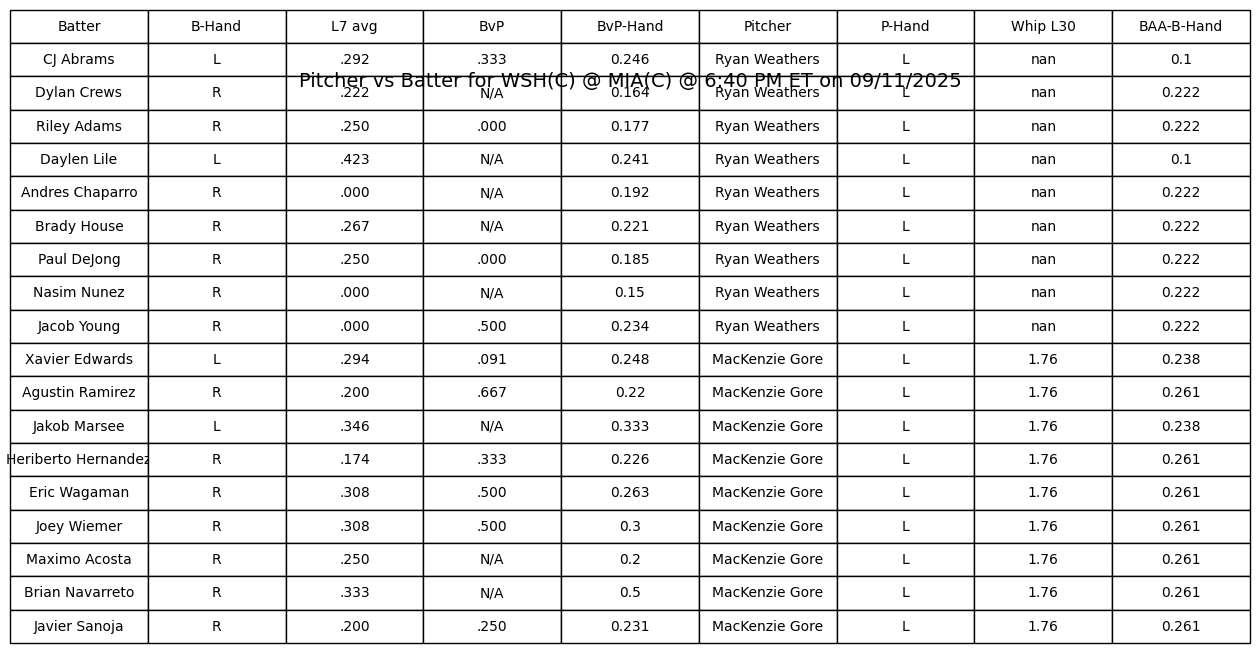 Batter B-Hand L7 avg BvP BvP-Hand Pitcher P-Hand Whip L30 BAA-B-Hand
CJ Abrams L .292 .333 0.246 Ryan Weathers L nan 0.1
Pitcher vs Batter for WSH(C) @ MIA(C) @ 6:40 PM ET on 09/11/2025
Dylan Crews R .222 N/A 0.164 Ryan Weathers L nan 0.222
Riley Adams R .250 .000 0.177 Ryan Weathers L nan 0.222
Daylen Lile L .423 N/A 0.241 Ryan Weathers L nan 0.1
Andres Chaparro R .000 N/A 0.192 Ryan Weathers L nan 0.222
Brady House R .267 N/A 0.221 Ryan Weathers L nan 0.222
Paul DeJong R .250 .000 0.185 Ryan Weathers L nan 0.222
Nasim Nunez R .000 N/A 0.15 Ryan Weathers L nan 0.222
Jacob Young R .000 .500 0.234 Ryan Weathers L nan 0.222
Xavier Edwards L .294 .091 0.248 MacKenzie Gore L 1.76 0.238
Agustin Ramirez R .200 .667 0.22 MacKenzie Gore L 1.76 0.261
Jakob Marsee L .346 N/A 0.333 MacKenzie Gore L 1.76 0.238
Heriberto Hernandez R .174 .333 0.226 MacKenzie Gore L 1.76 0.261
Eric Wagaman R .308 .500 0.263 MacKenzie Gore L 1.76 0.261
Joey Wiemer R .308 .500 0.3 MacKenzie Gore L 1.76 0.261
Maximo Acosta R .250 N/A 0.2 MacKenzie Gore L 1.76 0.261
Brian Navarreto R .333 N/A 0.5 MacKenzie Gore L 1.76 0.261
Javier Sanoja R .200 .250 0.231 MacKenzie Gore L 1.76 0.261